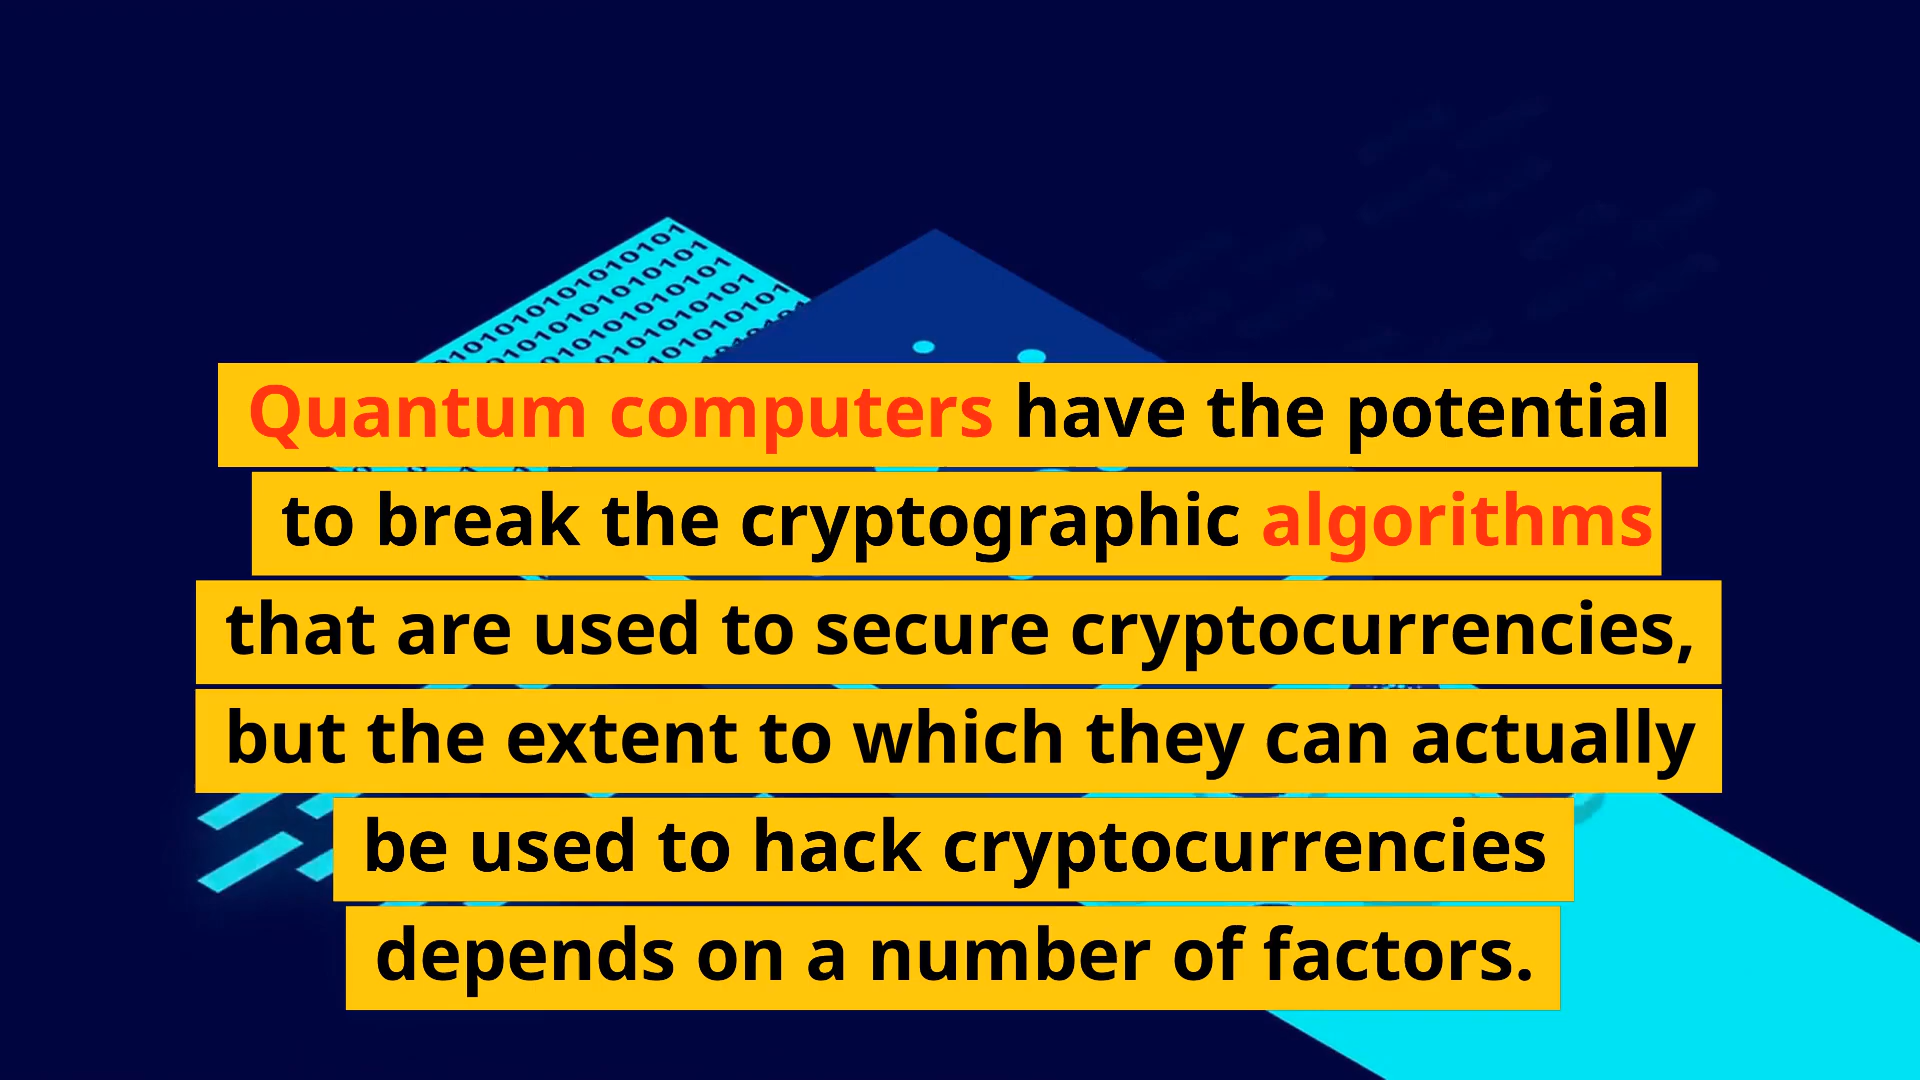 Quantum computers have the potential
to break the cryptographic algorithms
that are used to secure cryptocurrencies,
but the extent to which they can actually
be used to hack cryptocurrencies
depends on a number of factors.